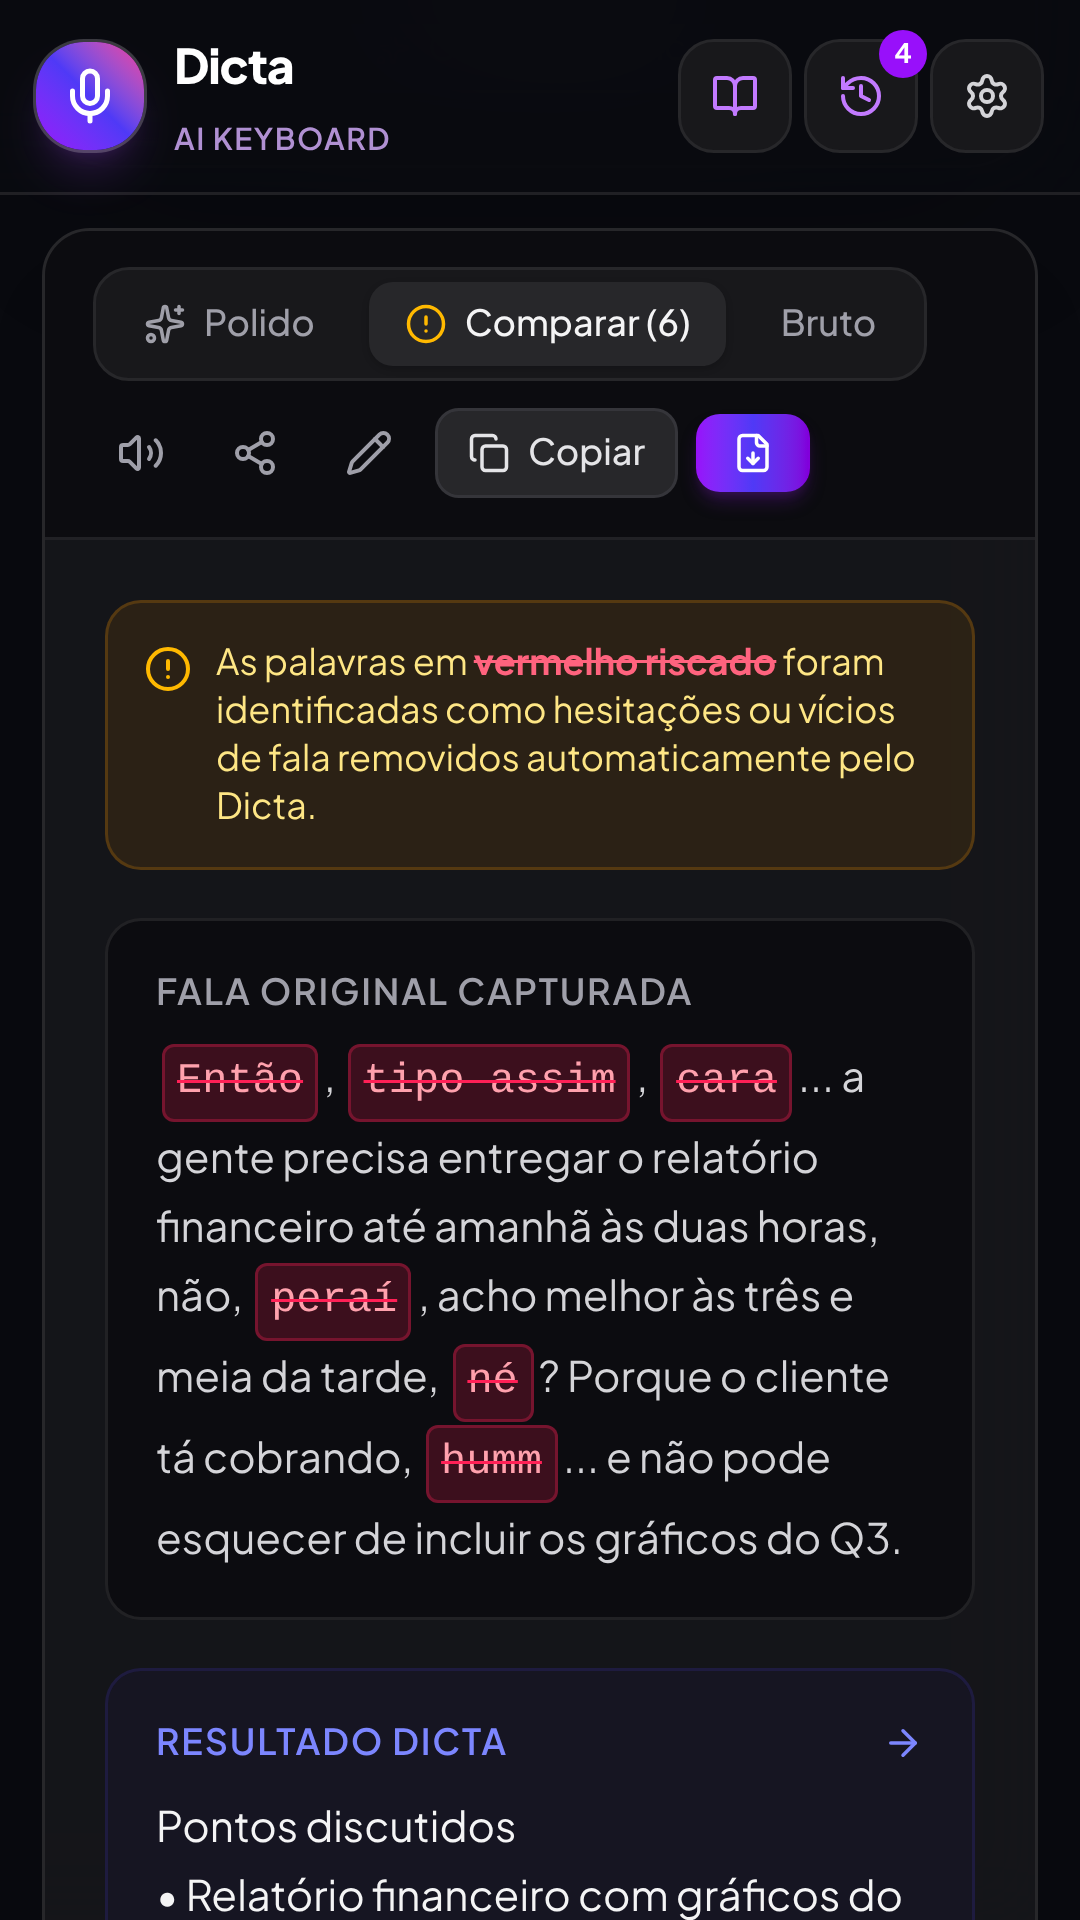 Dicta
AI KEYBOARD
4
Polido
Comparar (6)
Bruto
Copiar
As palavras em vermelho riscado foram
identificadas como hesitações ou vícios
de fala removidos automaticamente pelo
Dicta.
FALA ORIGINAL CAPTURADA
Então , tipo assim , cara ... a
gente precisa entregar o relatório
financeiro até amanhã às duas horas,
não, peraí , acho melhor às três e
meia da tarde, né ? Porque o cliente
tá cobrando, humm ... e não pode
esquecer de incluir os gráficos do Q3.
RESULTADO DICTA
Pontos discutidos
• Relatório financeiro com gráficos do